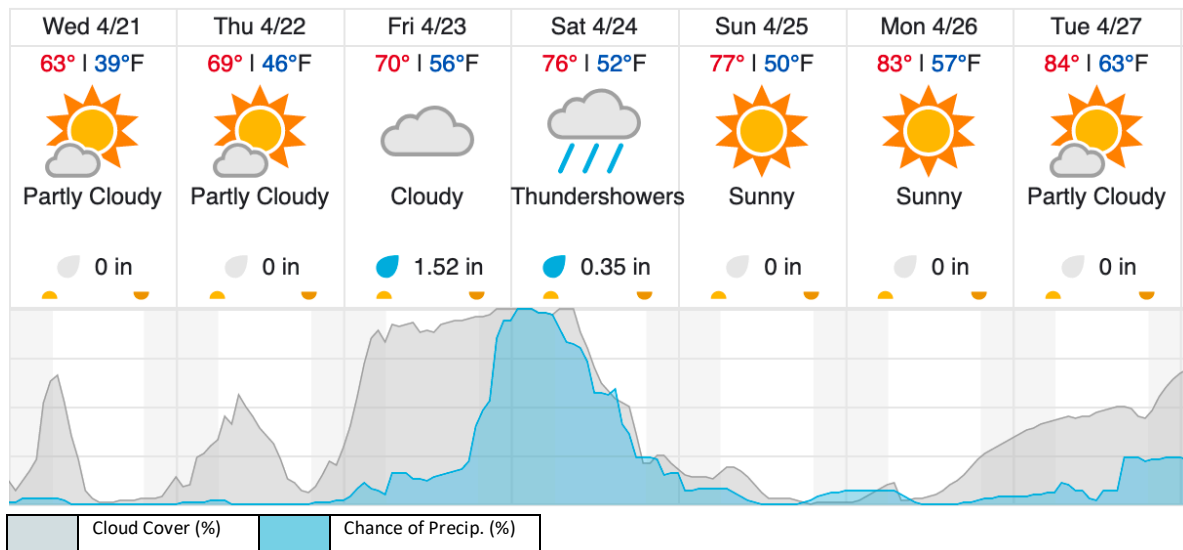 Wed 4/21 Thu 4/22 Fri 4/23 Sat 4/24 Sun 4/25 Mon 4/26 Tue 4/27
63° | 39°F 69° | 46°F 70° | 56°F 76° | 52°F 77° | 50°F 83° | 57°F 84° | 63°F
Partly Cloudy Partly Cloudy Cloudy Thundershowers Sunny Sunny Partly Cloudy
0 in 0 in 1.52 in 0.35 in 0 in 0 in 0 in
Cloud Cover (%) Chance of Precip. (%)